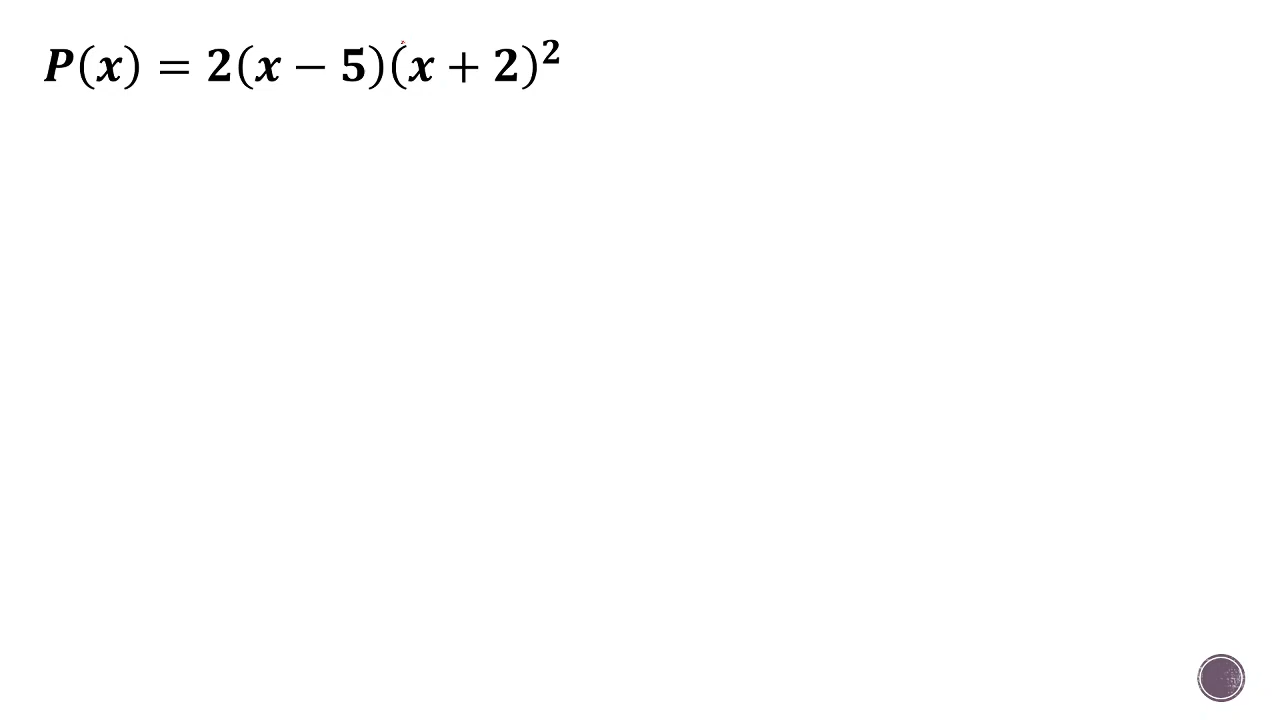 P(x) = 2(x − 5)(x + 2)²